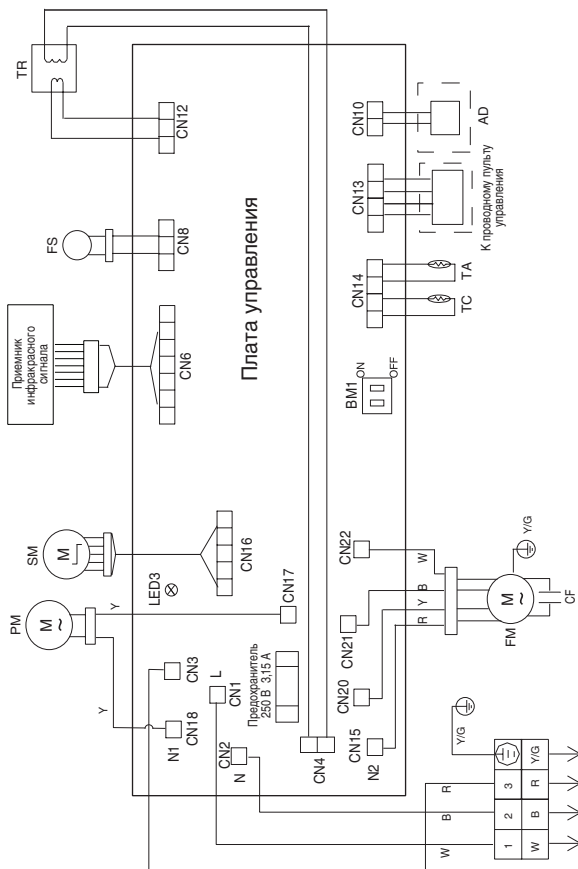 TR
CN12
FS
CN8
Приемник
инфракрасного
сигнала
CN6
SM
M
CN16
PM
M
~
Y
Y
LED3
CN17
CN3
CN18
N1
L
CN1
CN2
N
Предохранитель
250 В 3,15 А
CN4
Плата управления
CN10
AD
CN13
К проводному пульту
управления
CN14
TA
TC
BM1
ON
OFF
CN22
CN21
CN20
CN15
N2
W
B
Y
R
M
~
FM
CF
Y/G
Y/G
R
B
W
1
2
3
W
B
R
Y/G